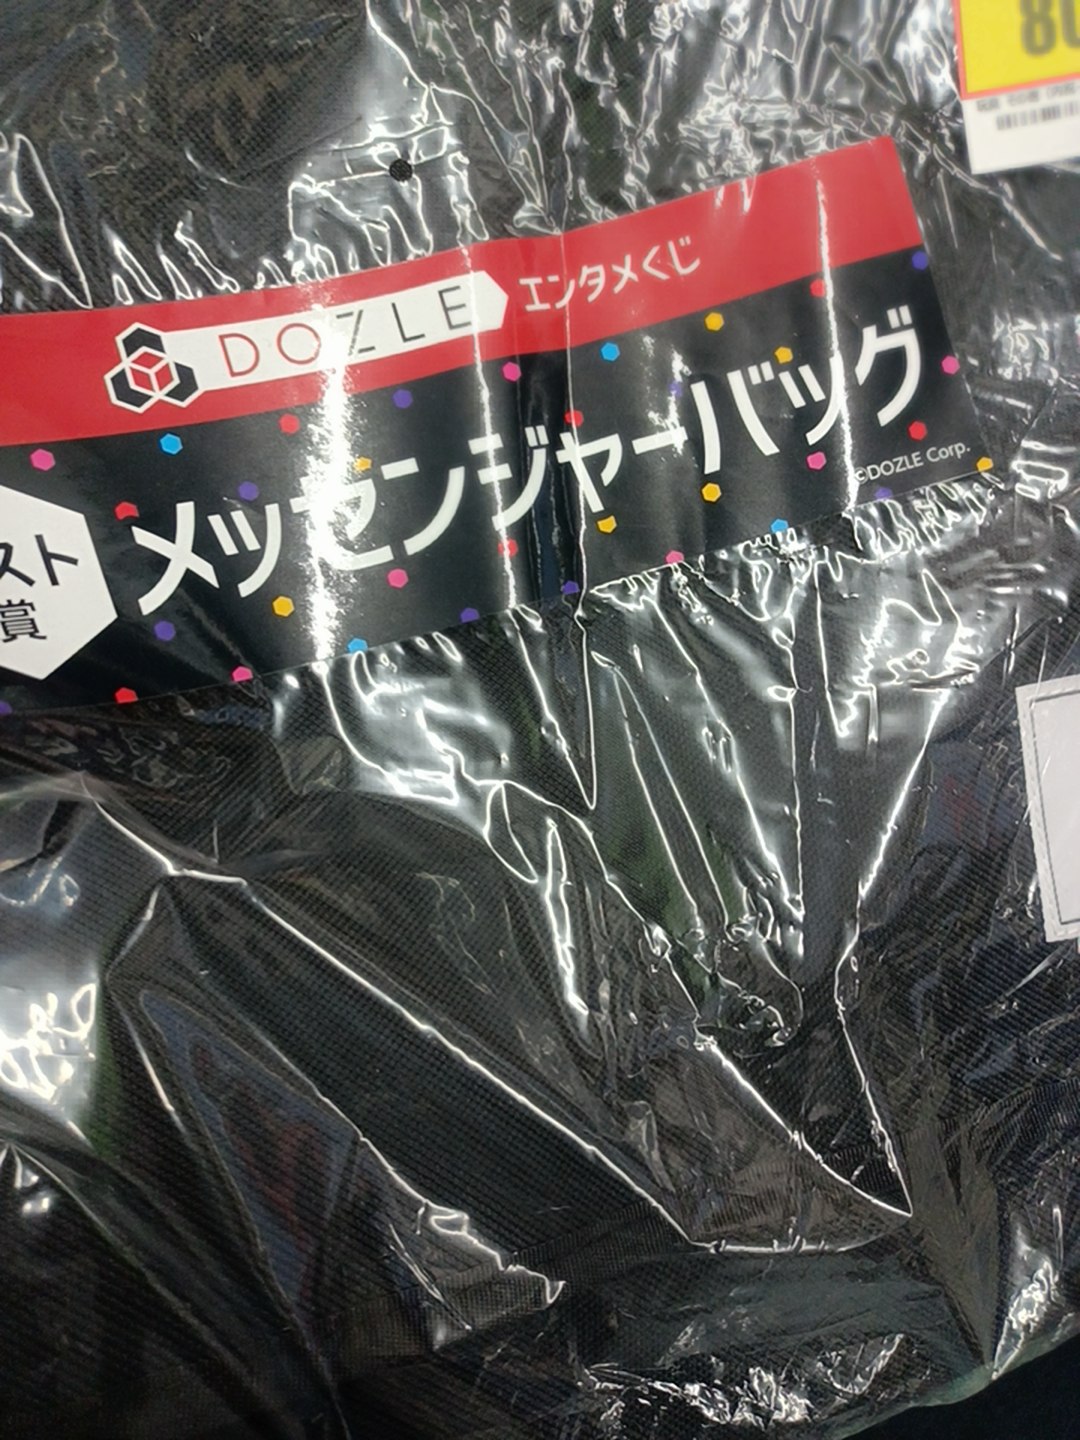 80
DOZLE エンタメくじ
メッセンジャーバッグ
©DOZLE Corp.
スト
賞